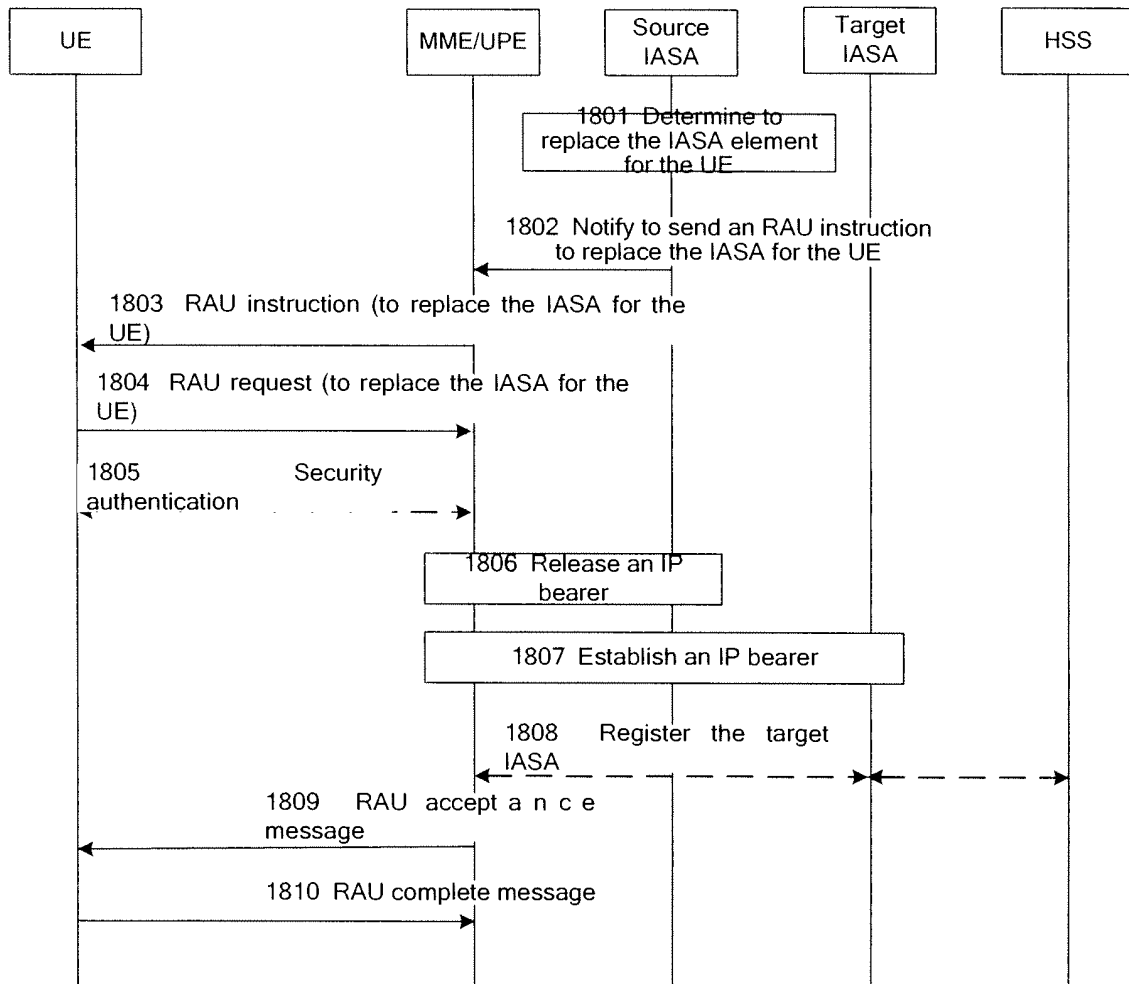 UE
MME/UPE
Source
IASA
Target
IASA
HSS
1801 Determine to
replace the IASA element
for the UE
1802 Notify to send an RAU instruction
to replace the IASA for the UE
1803 RAU instruction (to replace the IASA for the
UE)
1804 RAU request (to replace the IASA for the
UE)
1805 Security
authentication
1806 Release an IP
bearer
1807 Establish an IP bearer
1808 Register the target
IASA
1809 RAU accept a n c e
message
1810 RAU complete message